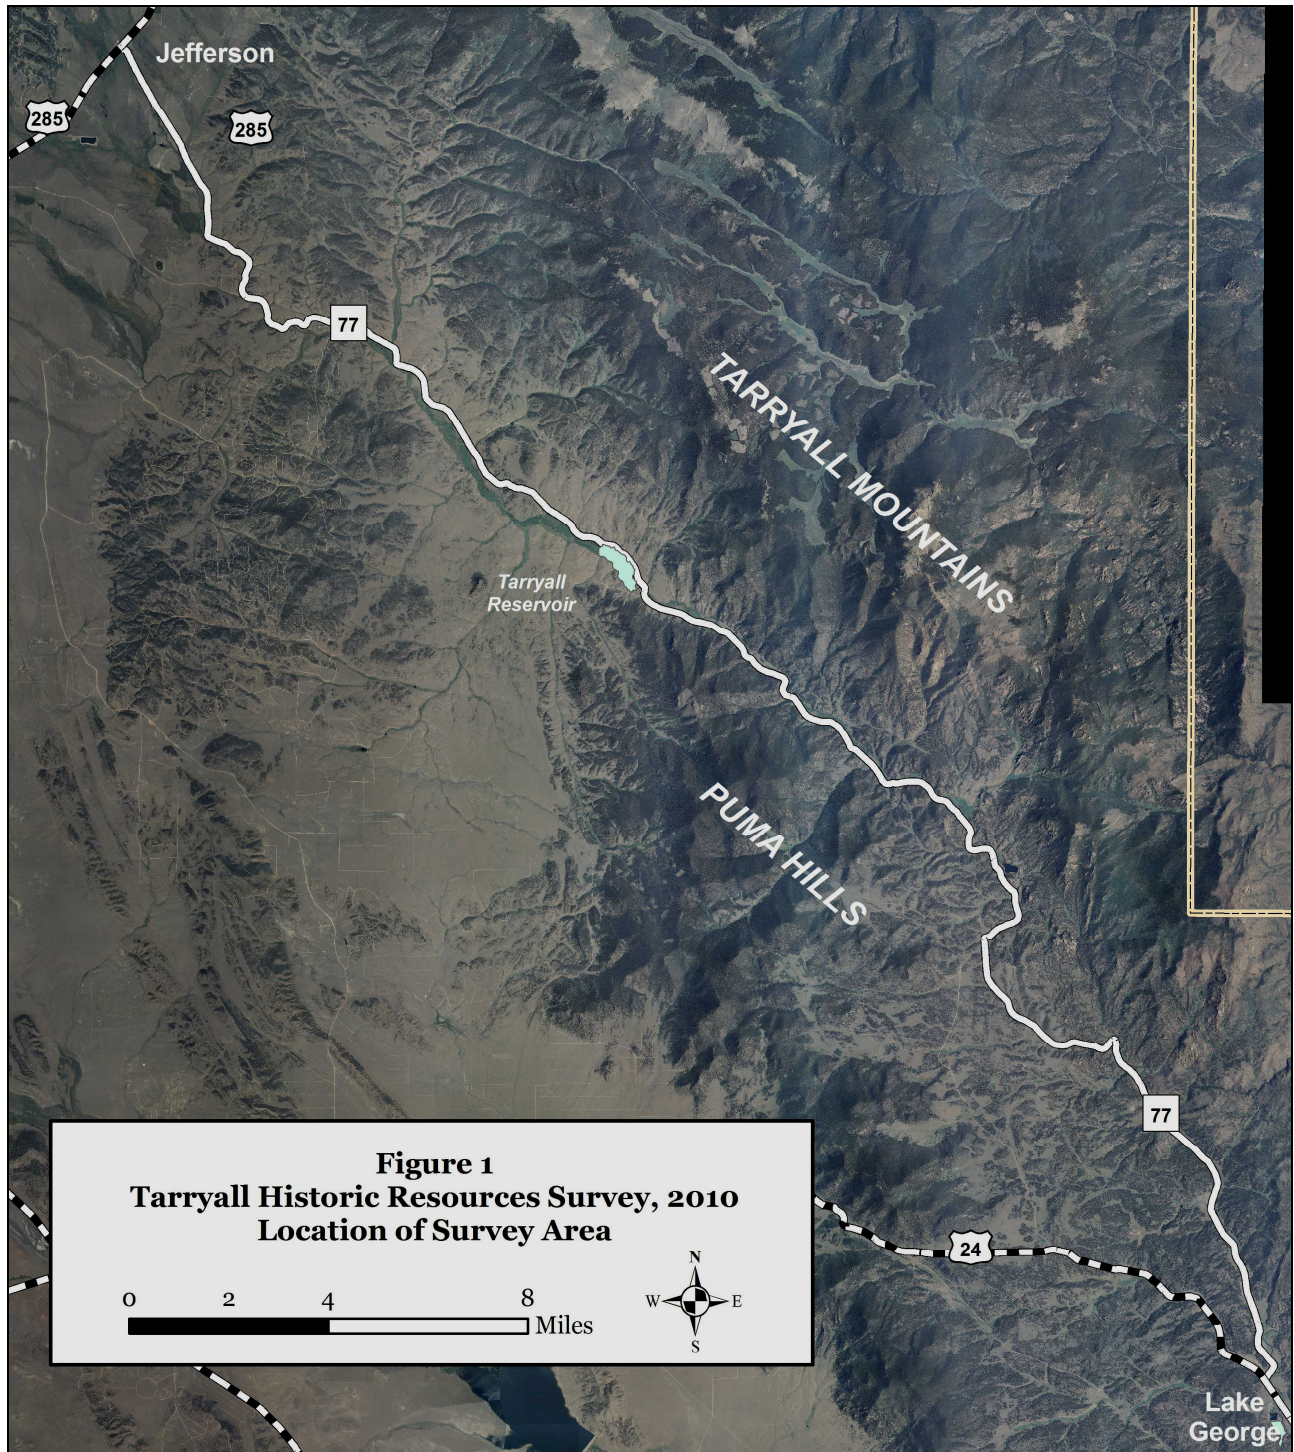 Jefferson
285
285
77
TARRYALL MOUNTAINS
Tarryall
Reservoir
PUMA HILLS
77
Figure 1
Tarryall Historic Resources Survey, 2010
Location of Survey Area
0 2 4 8
Miles
N
W E
S
24
Lake
George